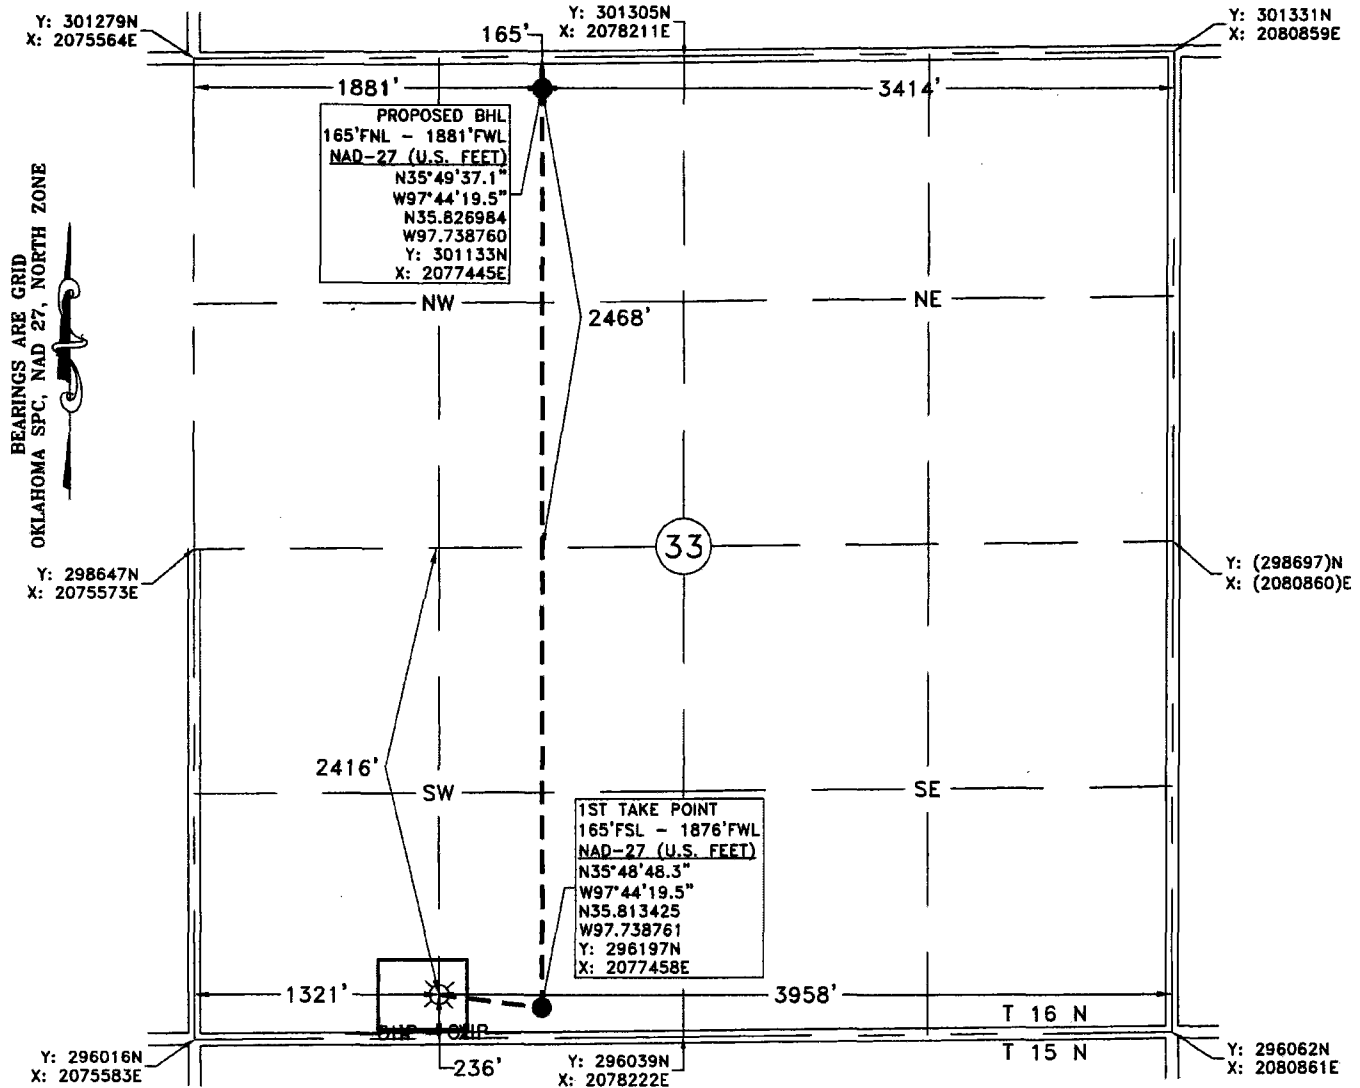 Y: 301279N
X: 2075564E
Y: 301305N
X: 2078211E
Y: 301331N
X: 2080859E
165'
1881'
3414'
PROPOSED BHL
165'FNL - 1881'FWL
NAD-27 (U.S. FEET)
N35°49'37.1"
W97°44'19.5"
N35.826984
W97.738760
Y: 301133N
X: 2077445E
BEARINGS ARE GRID
OKLAHOMA SPC, NAD 27, NORTH ZONE
NW
NE
2468'
33
Y: 298647N
X: 2075573E
Y: (298697)N
X: (2080860)E
2416'
SW
SE
1ST TAKE POINT
165'FSL - 1876'FWL
NAD-27 (U.S. FEET)
N35°48'48.3"
W97°44'19.5"
N35.813425
W97.738761
Y: 296197N
X: 2077458E
1321'
3958'
T 16 N
T 15 N
236'
Y: 296016N
X: 2075583E
Y: 296039N
X: 2078222E
Y: 296062N
X: 2080861E